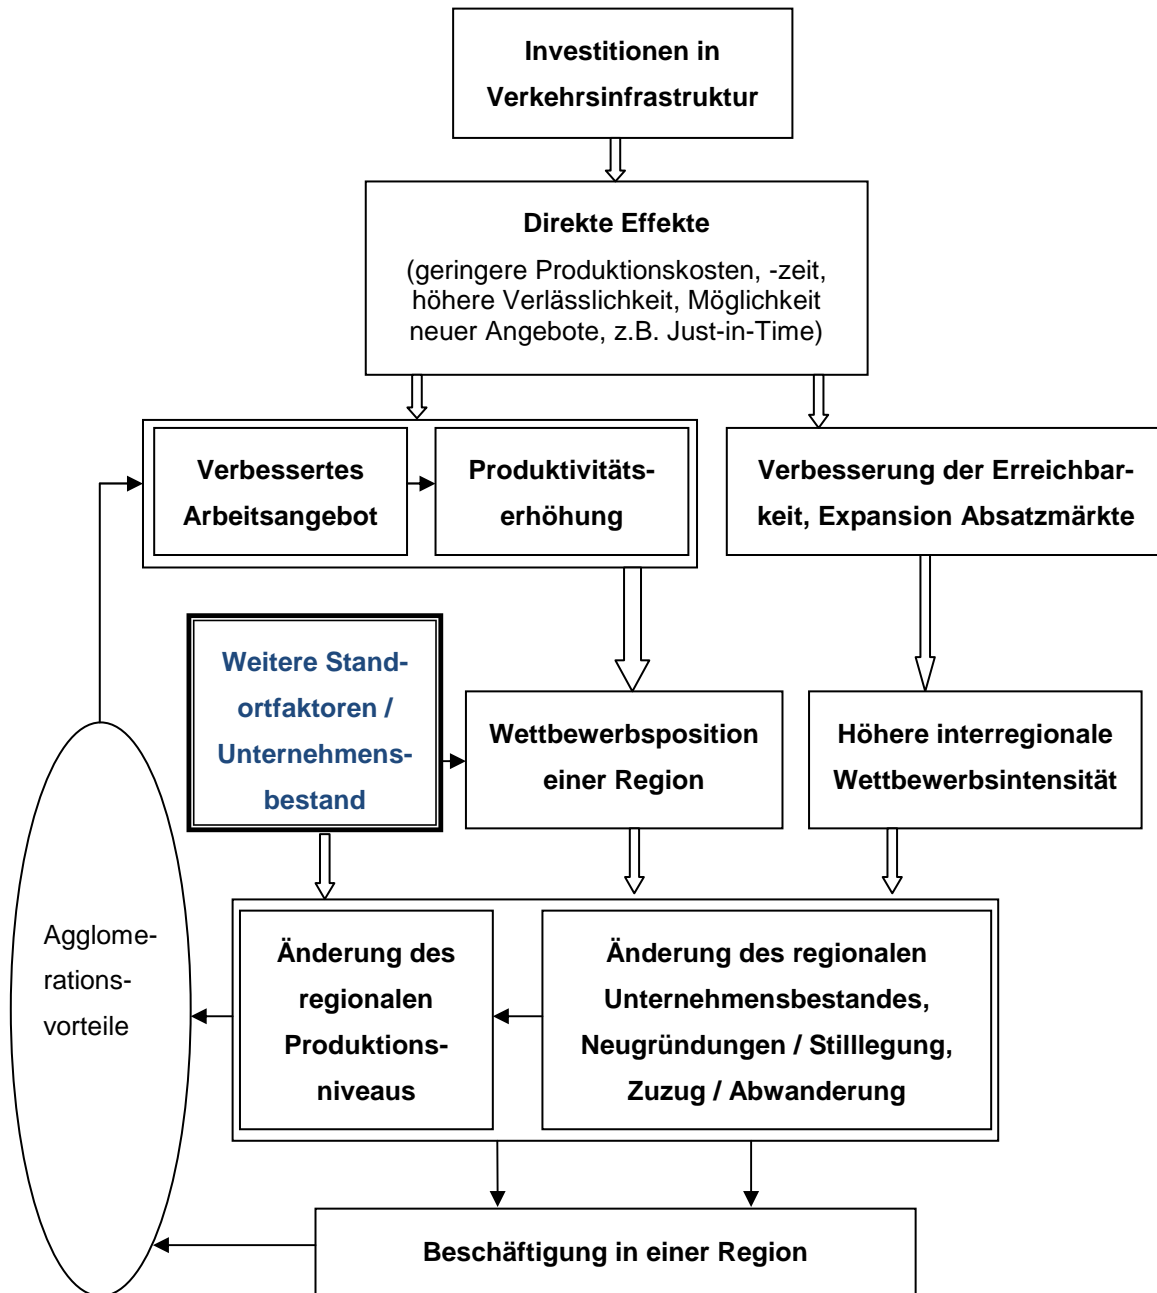 Investitionen in
Verkehrsinfrastruktur
Direkte Effekte
(geringere Produktionskosten, -zeit,
höhere Verlässlichkeit, Möglichkeit
neuer Angebote, z.B. Just-in-Time)
Verbessertes
Arbeitsangebot
Produktivitäts-
erhöhung
Verbesserung der Erreichbar-
keit, Expansion Absatzmärkte
Weitere Stand-
ortfaktoren /
Unternehmens-
bestand
Wettbewerbsposition
einer Region
Höhere interregionale
Wettbewerbsintensität
Agglome-
rations-
vorteile
Änderung des
regionalen
Produktions-
niveaus
Änderung des regionalen
Unternehmensbestandes,
Neugründungen / Stilllegung,
Zuzug / Abwanderung
Beschäftigung in einer Region